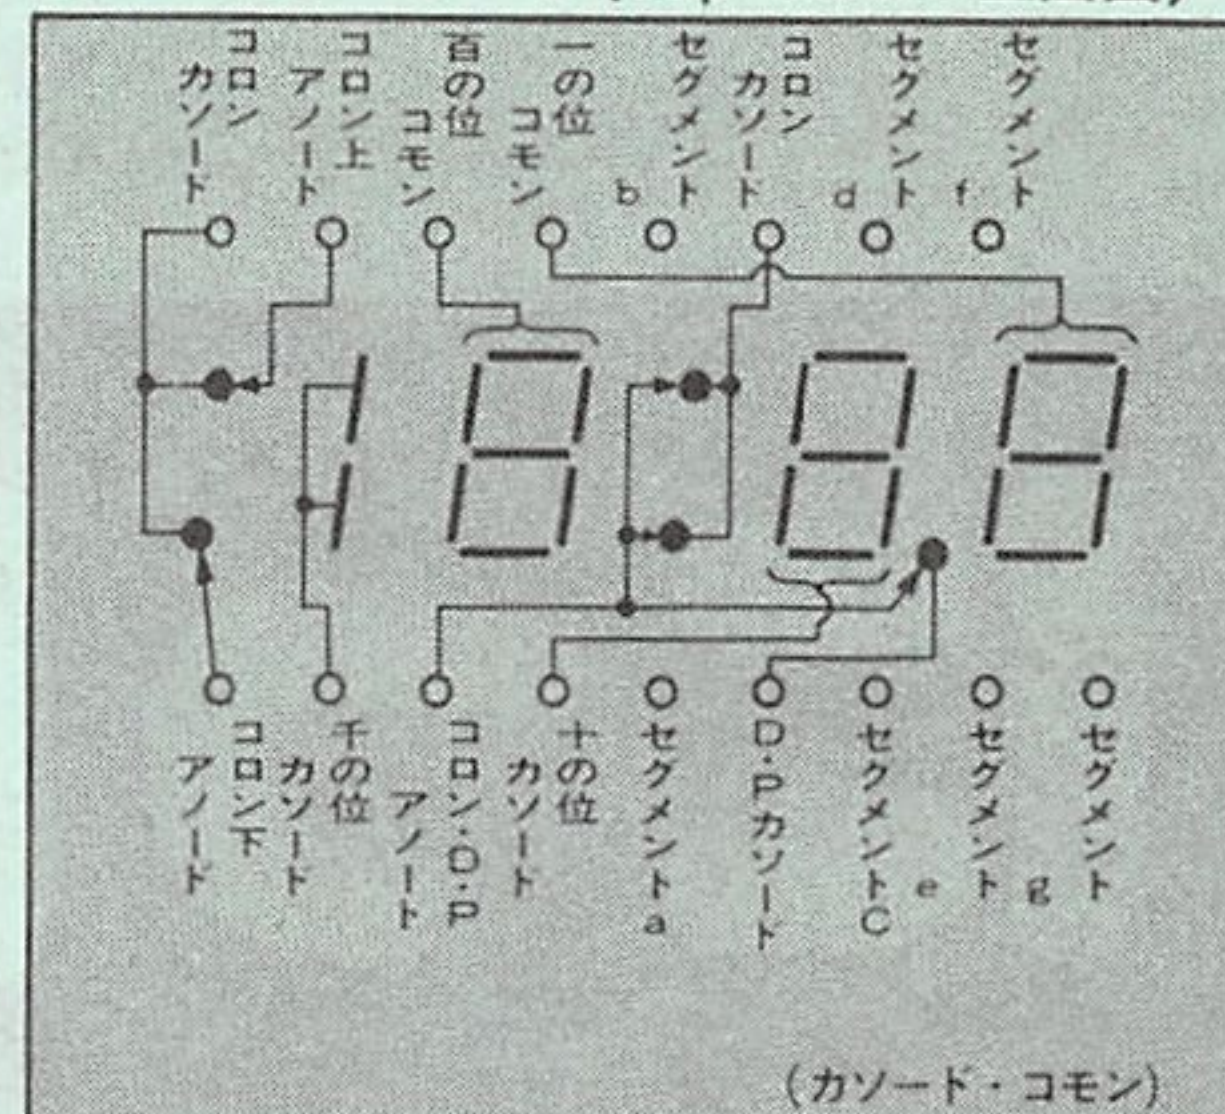 コロン
カソード
コロン上
アノード
百の位
コモン
一の位
コモン
セグメント
b
コロン
カソード
セグメント
d
セグメント
f
コロン下
アノード
千の位
カソード
コロン・D・P
アノード
十の位
カソード
セグメントa
D・Pカソード
セグメントC
セグメント
e
セグメント
g
(カソード・コモン)